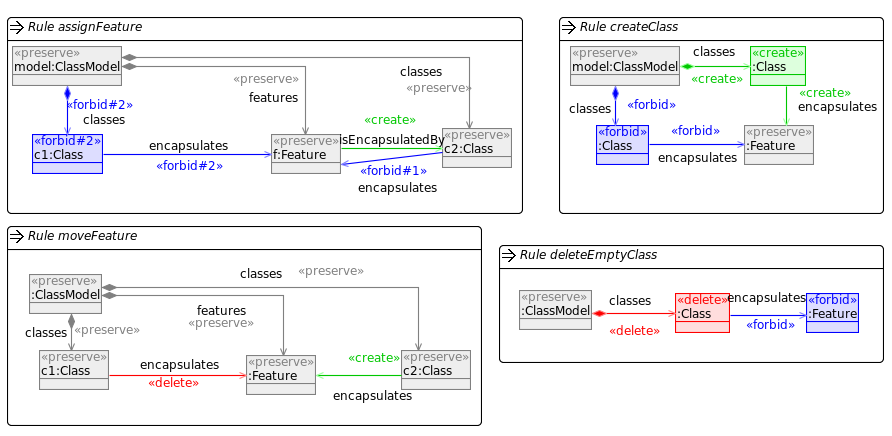 Rule assignFeature
«preserve»
model:ClassModel
«preserve»
features
classes
«preserve»
«forbid#2»
classes
«create»
isEncapsulatedBy
«forbid#2»
c1:Class
encapsulates
«forbid#2»
«preserve»
f:Feature
«preserve»
c2:Class
«forbid#1»
encapsulates
Rule createClass
«preserve»
model:ClassModel
classes
«create»
«create»
:Class
«create»
encapsulates
classes
«forbid»
«forbid»
:Class
«forbid»
encapsulates
«preserve»
:Feature
Rule moveFeature
«preserve»
:ClassModel
classes
«preserve»
features
«preserve»
classes
«preserve»
«preserve»
c1:Class
encapsulates
«delete»
«preserve»
:Feature
«create»
encapsulates
«preserve»
c2:Class
Rule deleteEmptyClass
«preserve»
:ClassModel
classes
«delete»
«delete»
:Class
encapsulates
«forbid»
«forbid»
:Feature